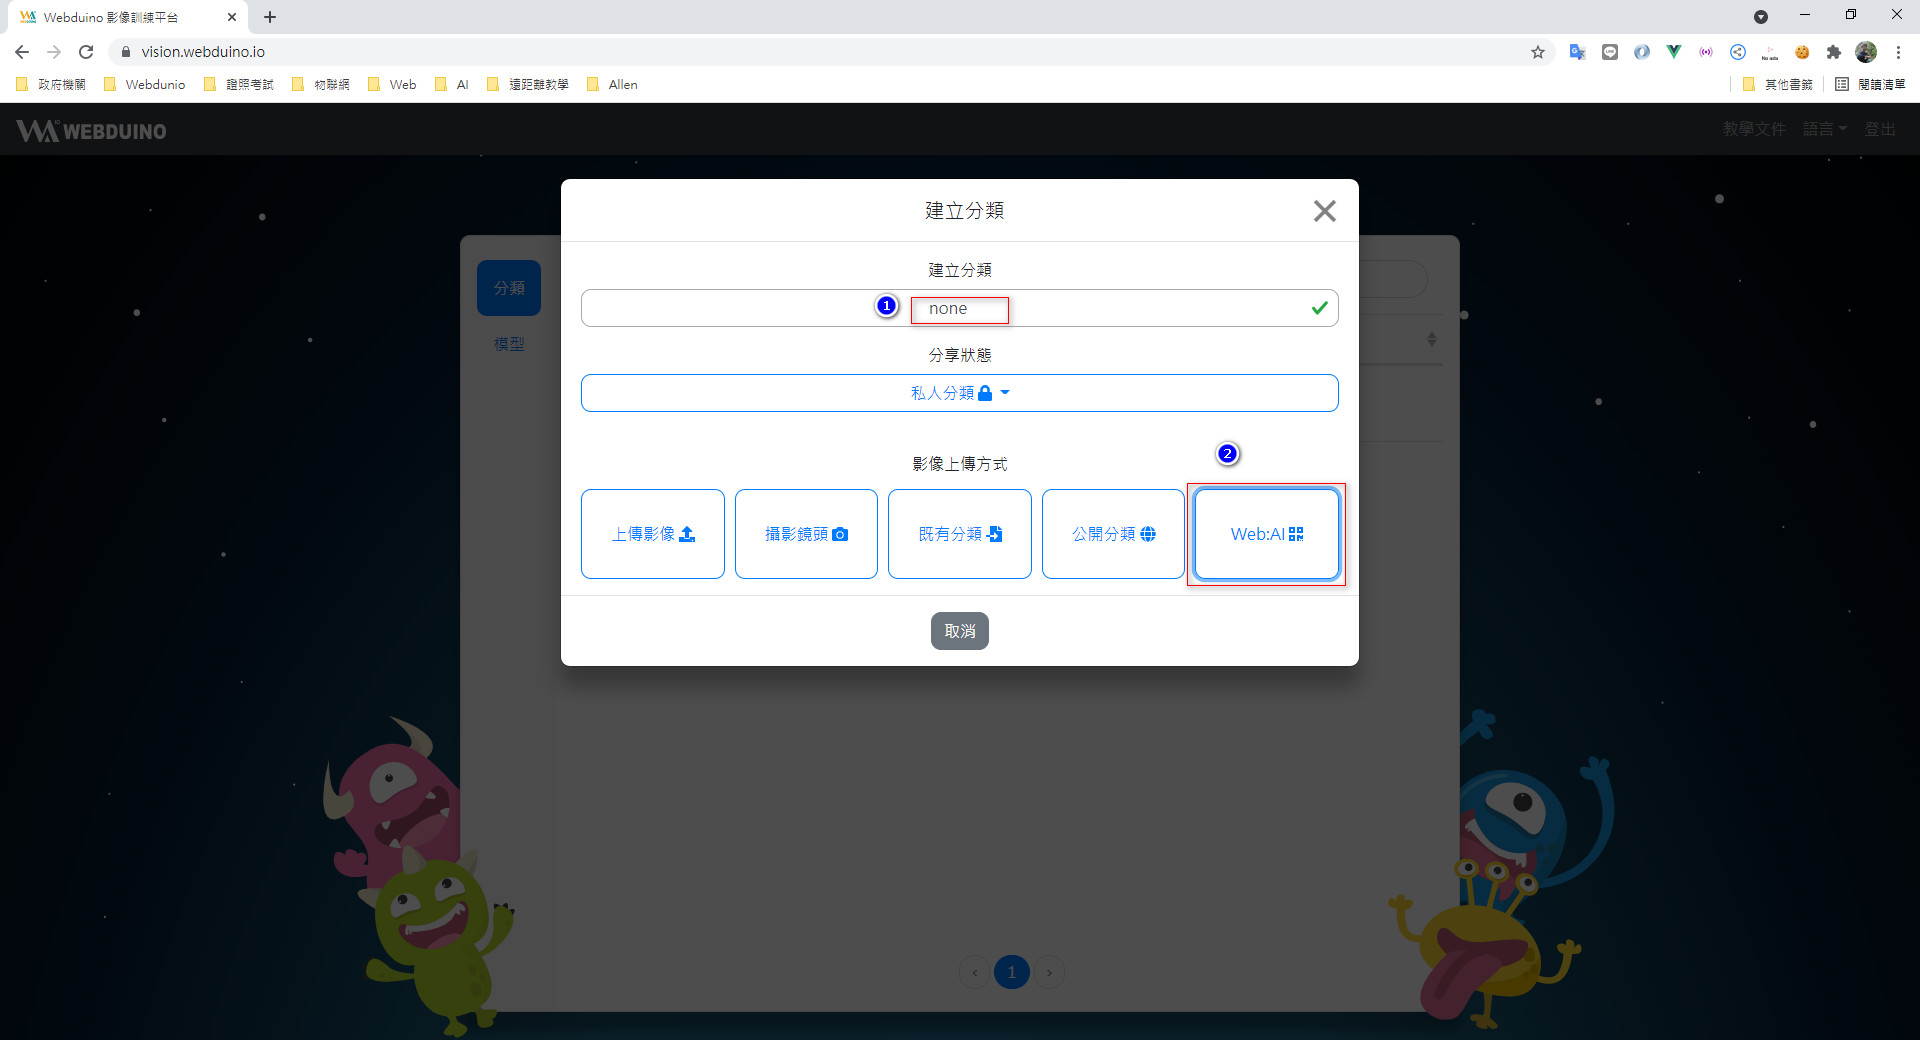 Webduino 影像訓練平台
vision.webduino.io
No ads
政府機關 Webdunio 證照考試 物聯網 Web AI 遠距離教學 Allen 其他書籤 閱讀清單
WEBDUINO 教學文件 語言 登出
建立分類
分類
模型
建立分類
1 none
分享狀態
私人分類
2
影像上傳方式
上傳影像 攝影鏡頭 既有分類 公開分類 Web:AI
取消
‹ 1 ›